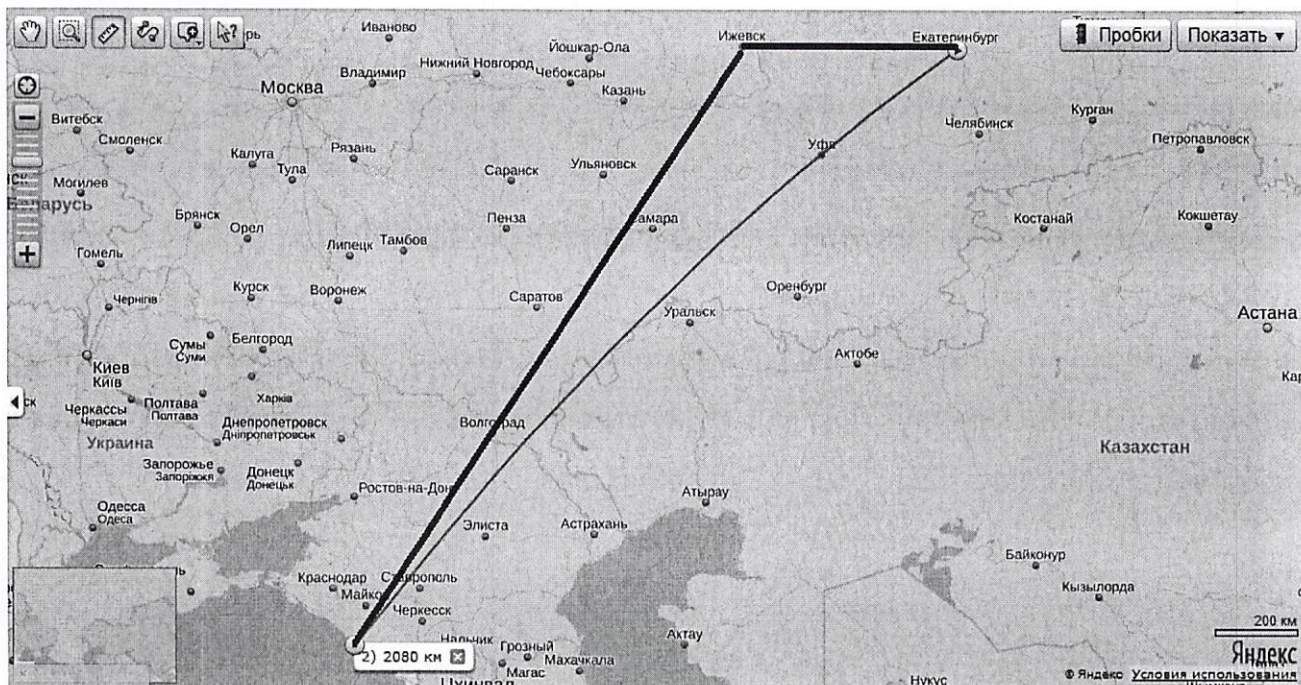 рь
Иваново
Ижевск
Екатеринбург
Пробки
Показать
Йошкар-Ола
Нижний Новгород
Чебоксары
Владимир
Москва
Казань
Витебск
Смоленск
Калуга
Тула
Рязань
Саранск
Ульяновск
Уфа
Челябинск
Курган
Петропавловск
Могилев
Беларусь
Брянск
Орел
Липецк
Тамбов
Пенза
Самара
Костанай
Кокшетау
Гомель
Чернігів
Курск
Воронеж
Саратов
Уральск
Оренбург
Астана
Сумы
Суми
Белгород
Актобе
Киев
Київ
Кар
ск
Черкассы
Черкаси
Полтава
Полтава
Харків
Днепропетровск
Дніпропетровськ
Волгоград
Украина
Казахстан
Запорожье
Запоріжжя
Донецк
Донецьк
Ростов-на-Дону
Атырау
Одесса
Одеса
Элиста
Астрахань
Байконур
Кызылорда
Краснодар
Ставрополь
Майкоп
Черкесск
Нальчик
Грозный
Актау
200 км
2) 2080 км
Магас
Махачкала
Цхинвал
Нукус
Яндекс
© Яндекс Условия использования